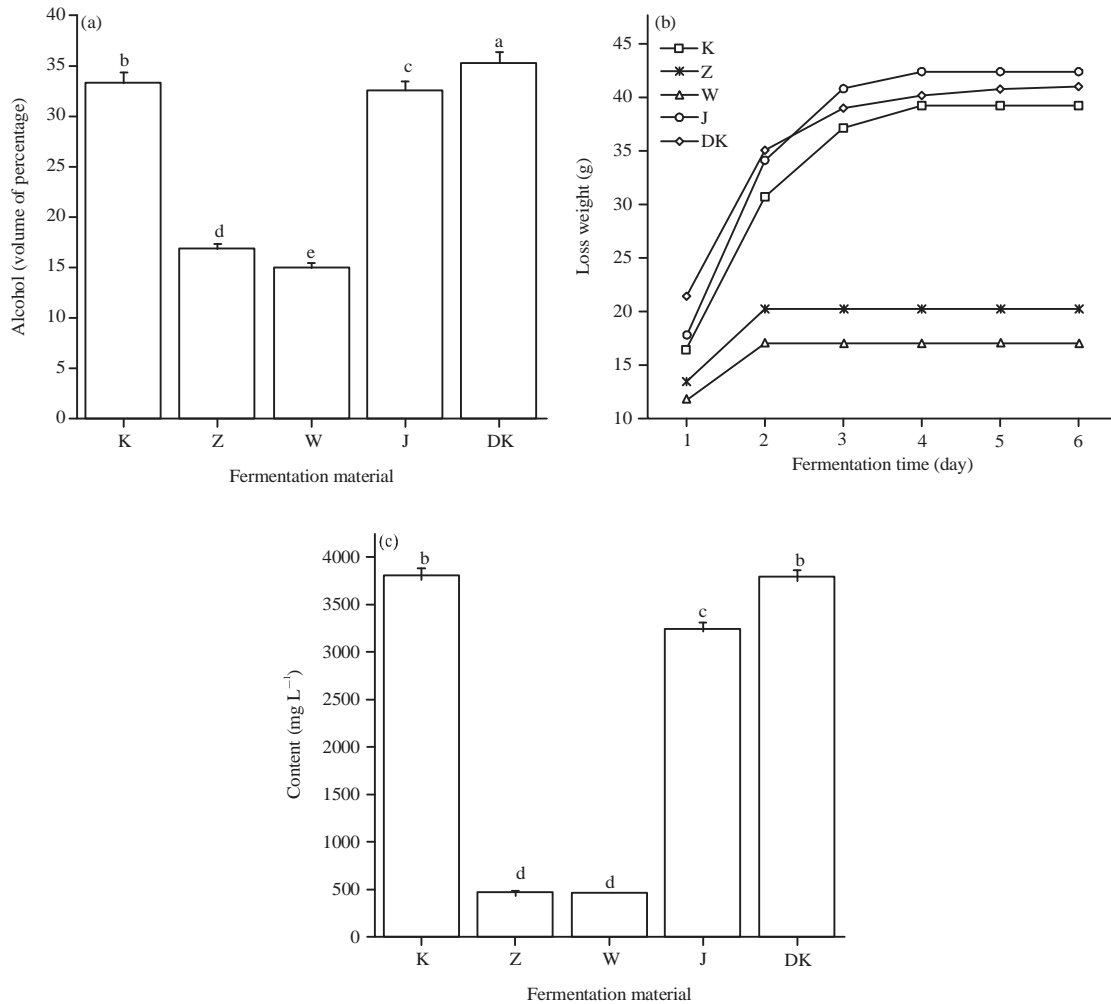 (a)
40
35
30
25
20
15
10
5
0
Alcohol (volume of percentage)
b
d
e
c
a
K Z W J DK
Fermentation material
(b)
K
Z
W
J
DK
45
40
35
30
25
20
15
10
Loss weight (g)
1 2 3 4 5 6
Fermentation time (day)
(c)
4000
3500
3000
2500
2000
1500
1000
500
0
Content (mg L⁻¹)
b
d
d
c
b
K Z W J DK
Fermentation material